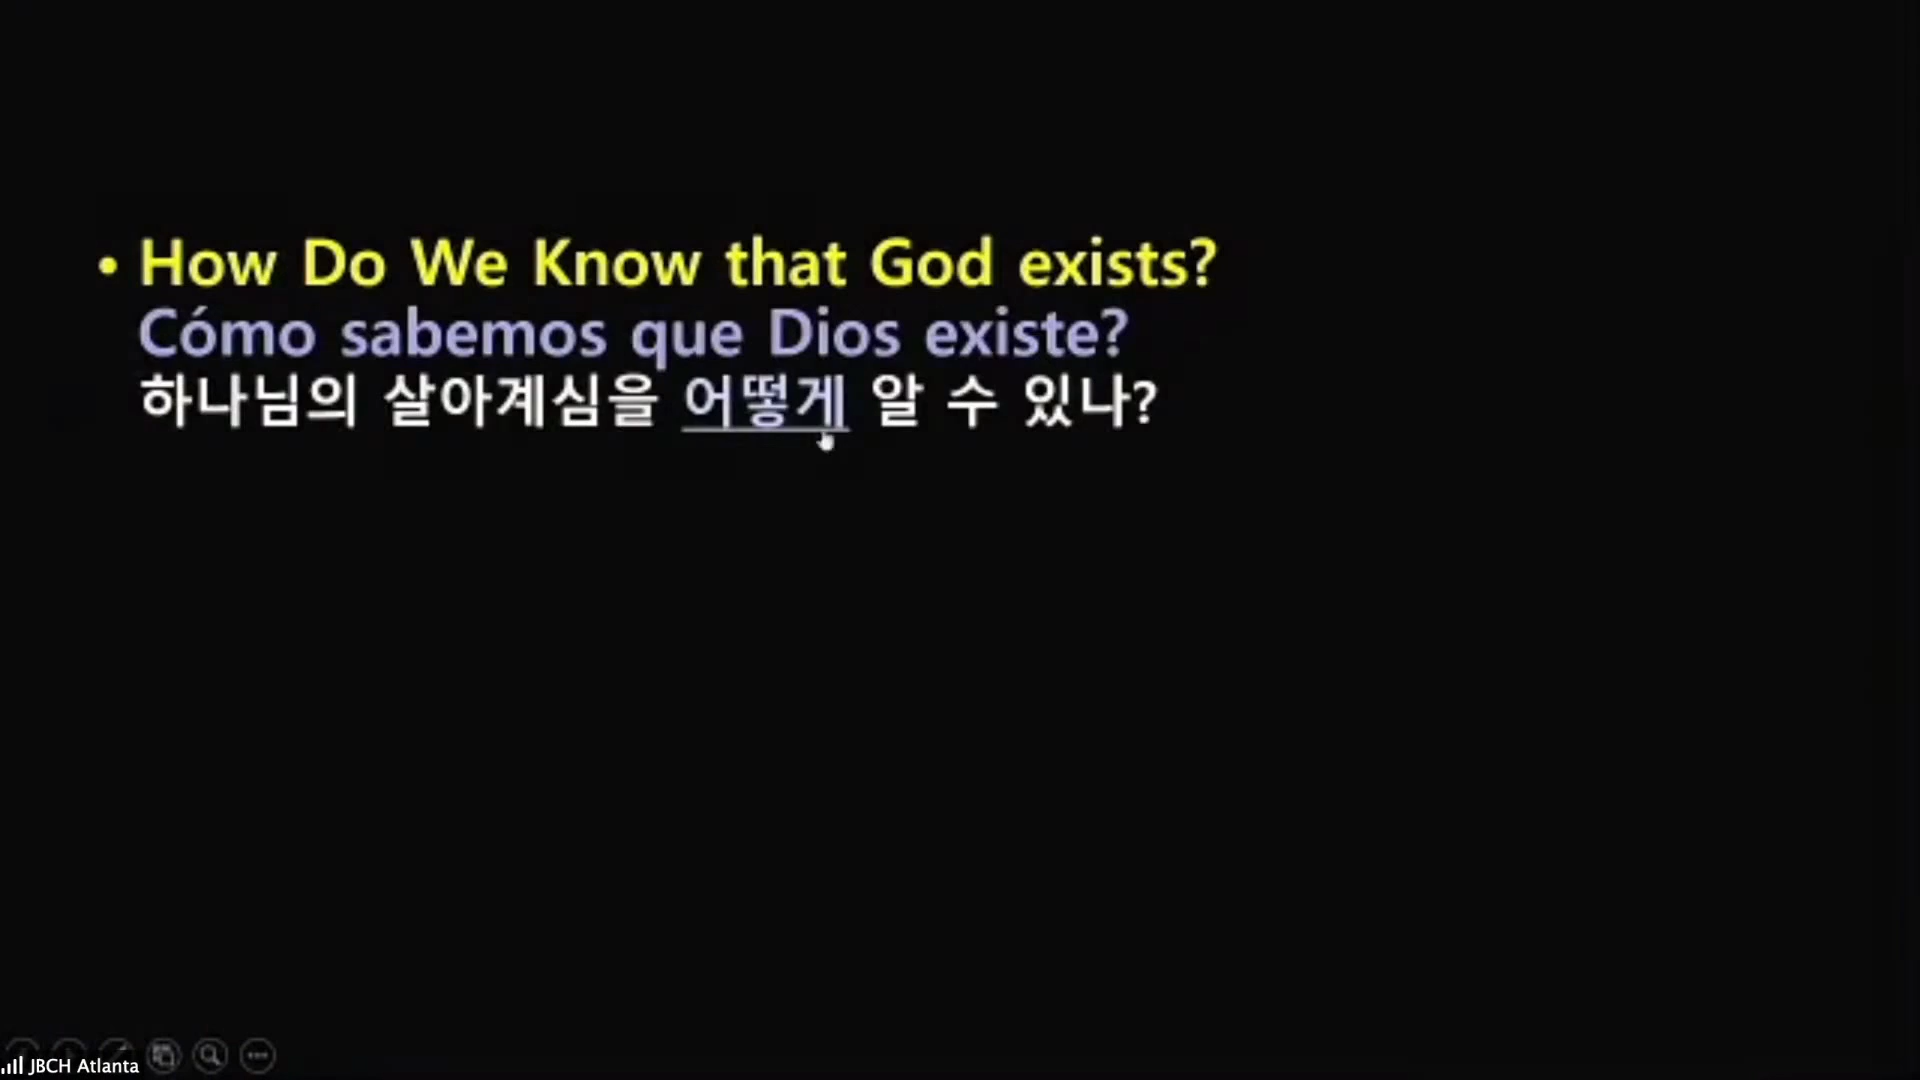 • How Do We Know that God exists?
Cómo sabemos que Dios existe?
하나님의 살아계심을 어떻게 알 수 있나?
JBCH Atlanta